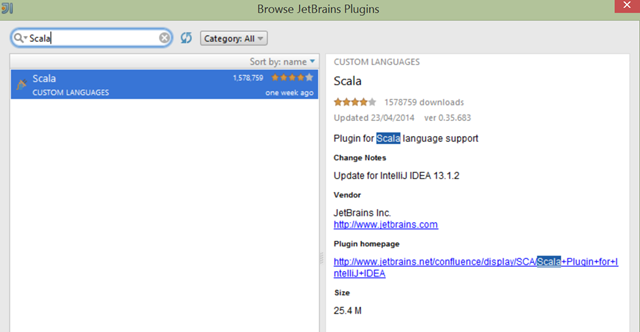 Browse JetBrains Plugins
Scala
Category: All
Sort by: name
Scala 1,578,759
CUSTOM LANGUAGES one week ago
CUSTOM LANGUAGES
Scala
1578759 downloads
Updated 23/04/2014 ver 0.35.683
Plugin for Scala language support
Change Notes
Update for IntelliJ IDEA 13.1.2
Vendor
JetBrains Inc.
http://www.jetbrains.com
Plugin homepage
http://www.jetbrains.net/confluence/display/SCA/Scala+Plugin+for+I
ntelliJ+IDEA
Size
25.4 M